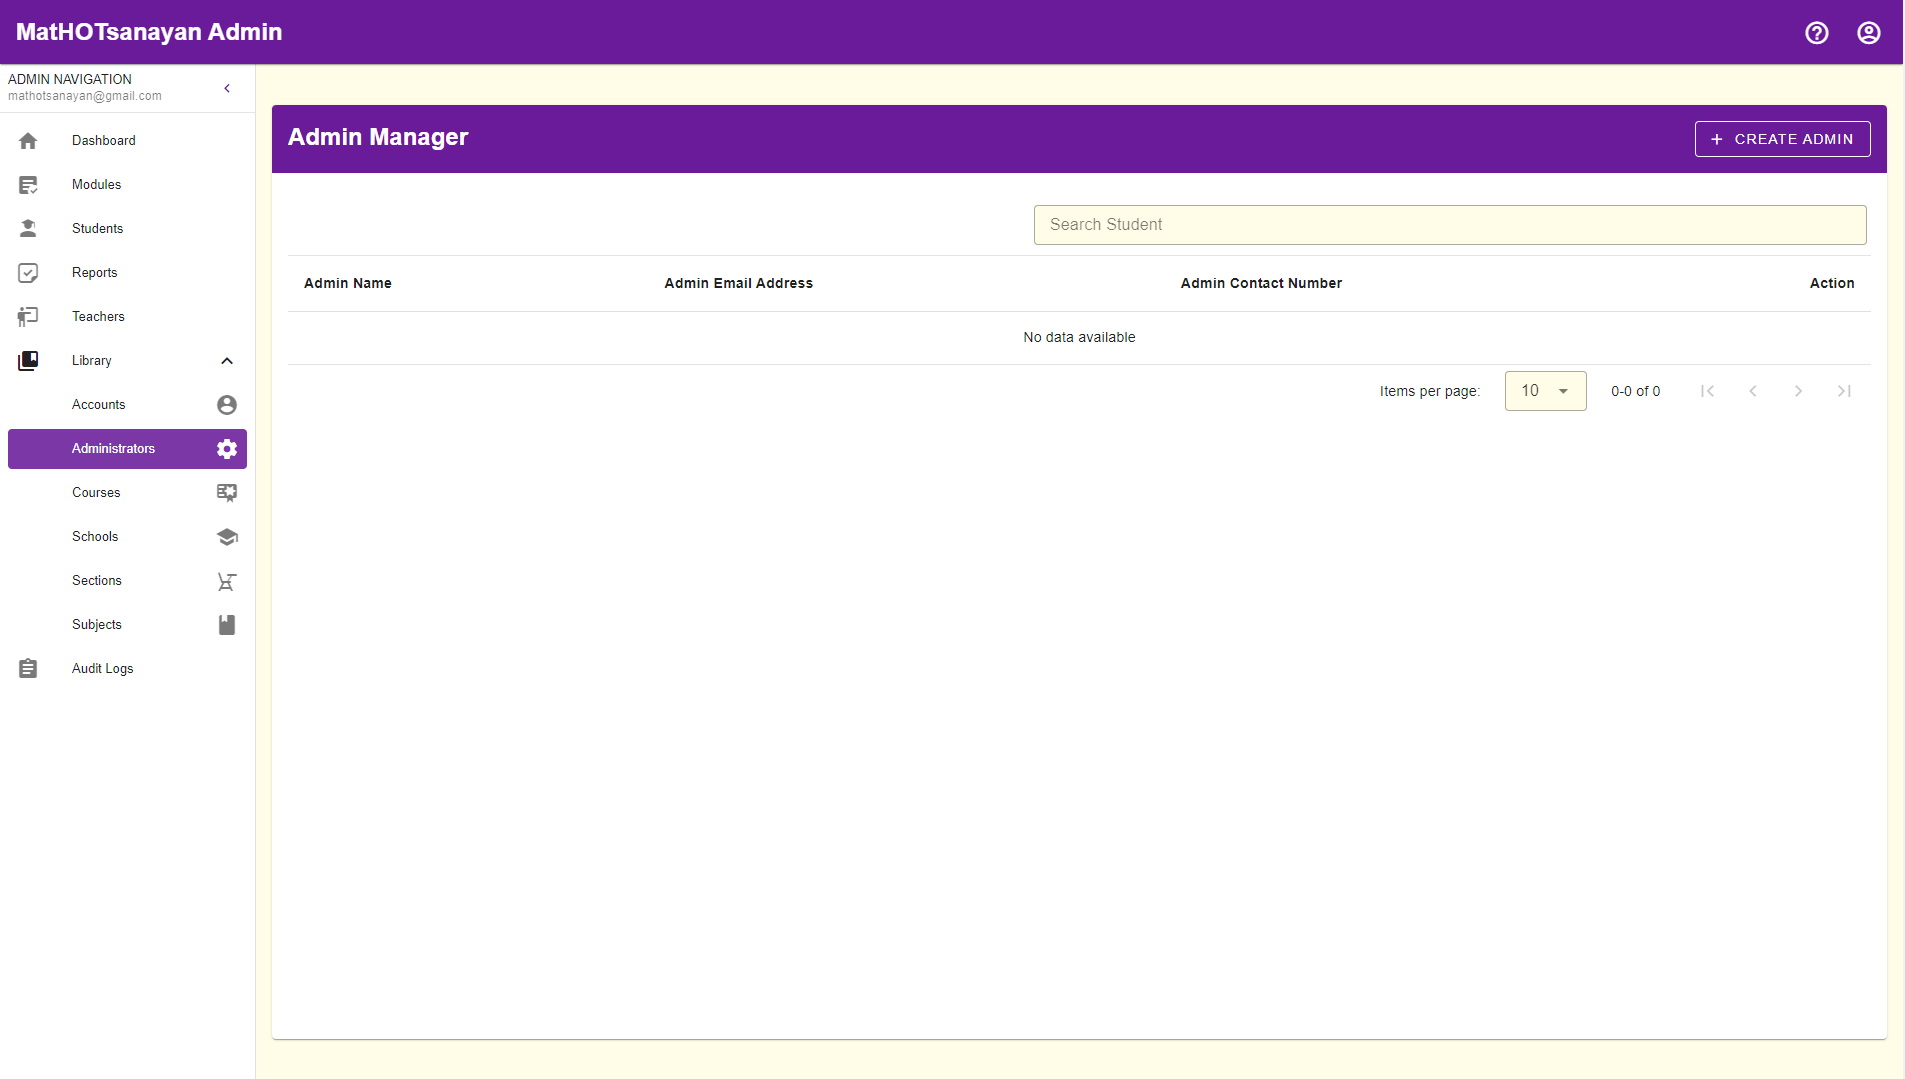 MatHOTsanayan Admin
ADMIN NAVIGATION
mathotsanayan@gmail.com
Dashboard
Modules
Students
Reports
Teachers
Library
Accounts
Administrators
Courses
Schools
Sections
Subjects
Audit Logs
Admin Manager
+ CREATE ADMIN
Search Student
Admin Name Admin Email Address Admin Contact Number Action
No data available
Items per page: 10 0-0 of 0